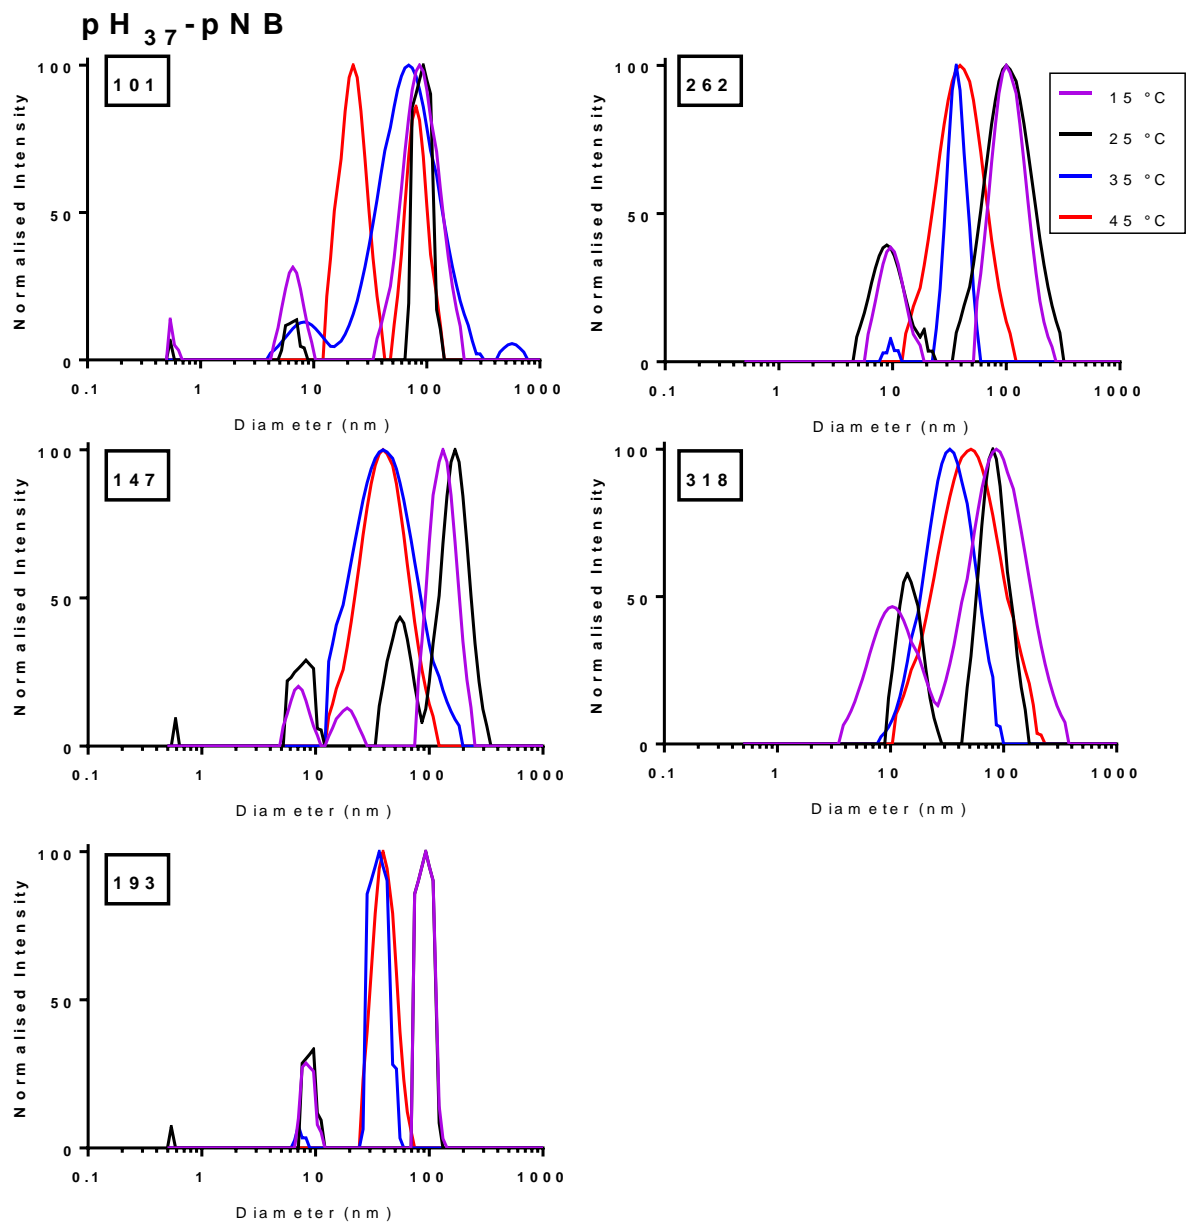 pH37-pNB
101
Normalised Intensity
100
50
0
0.1 1 10 100 1000
Diameter (nm)
262
Normalised Intensity
100
50
0
0.1 1 10 100 1000
Diameter (nm)
15 °C
25 °C
35 °C
45 °C
147
Normalised Intensity
100
50
0
0.1 1 10 100 1000
Diameter (nm)
318
Normalised Intensity
100
50
0
0.1 1 10 100 1000
Diameter (nm)
193
Normalised Intensity
100
50
0
0.1 1 10 100 1000
Diameter (nm)